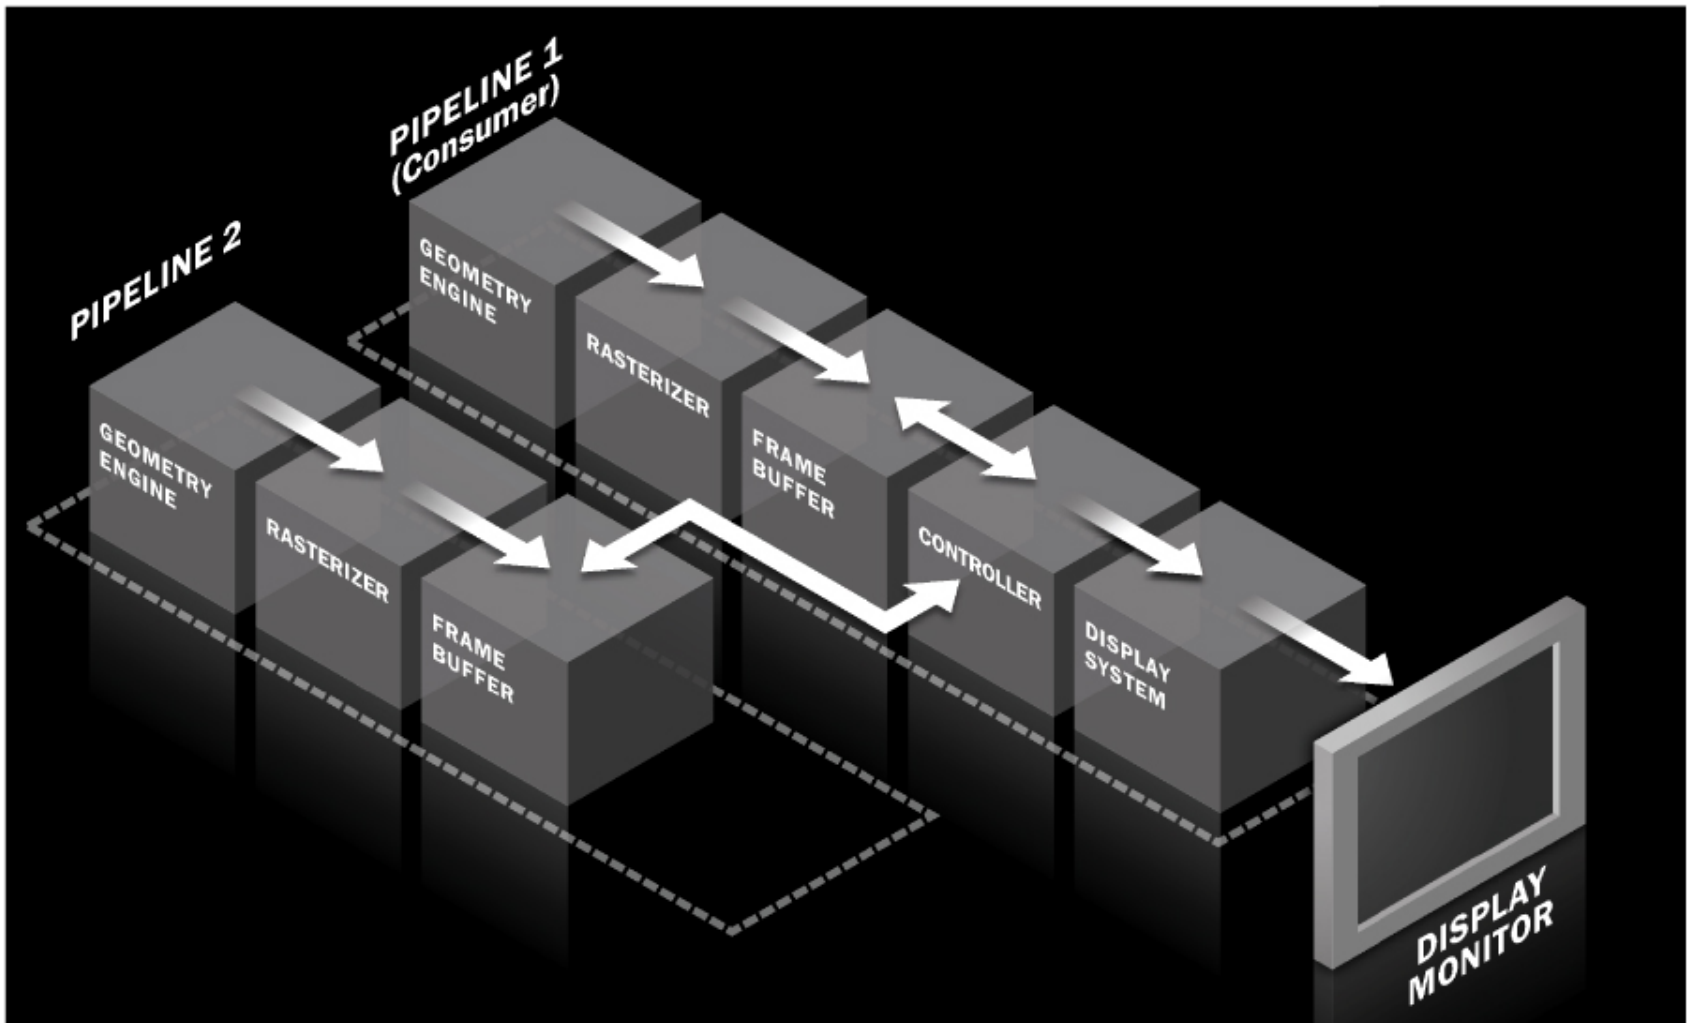 PIPELINE 1
(Consumer)
GEOMETRY
ENGINE
RASTERIZER
FRAME
BUFFER
CONTROLLER
DISPLAY
SYSTEM
PIPELINE 2
GEOMETRY
ENGINE
RASTERIZER
FRAME
BUFFER
DISPLAY
MONITOR